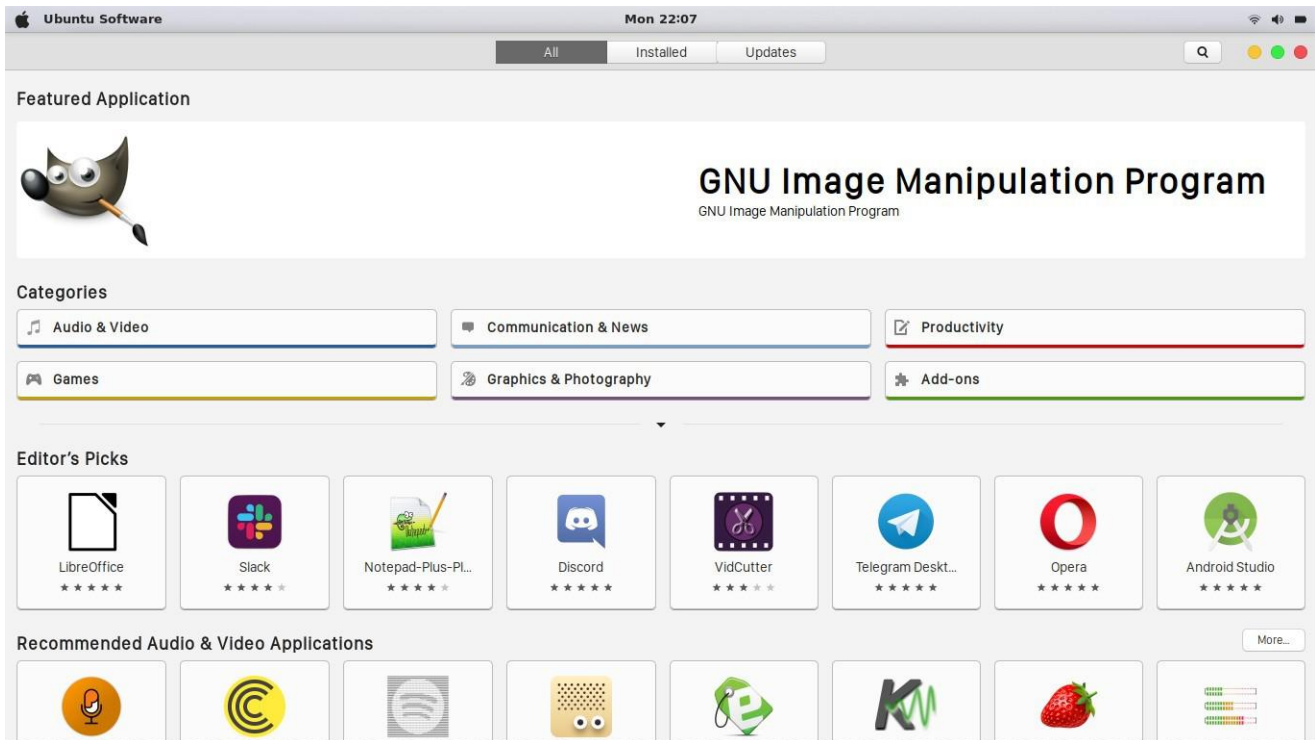 Ubuntu Software Mon 22:07
All Installed Updates
Featured Application
GNU Image Manipulation Program
GNU Image Manipulation Program
Categories
Audio & Video Communication & News Productivity
Games Graphics & Photography Add-ons
Editor's Picks
LibreOffice Slack Notepad-Plus-Pl... Discord VidCutter Telegram Deskt... Opera Android Studio
Recommended Audio & Video Applications More...